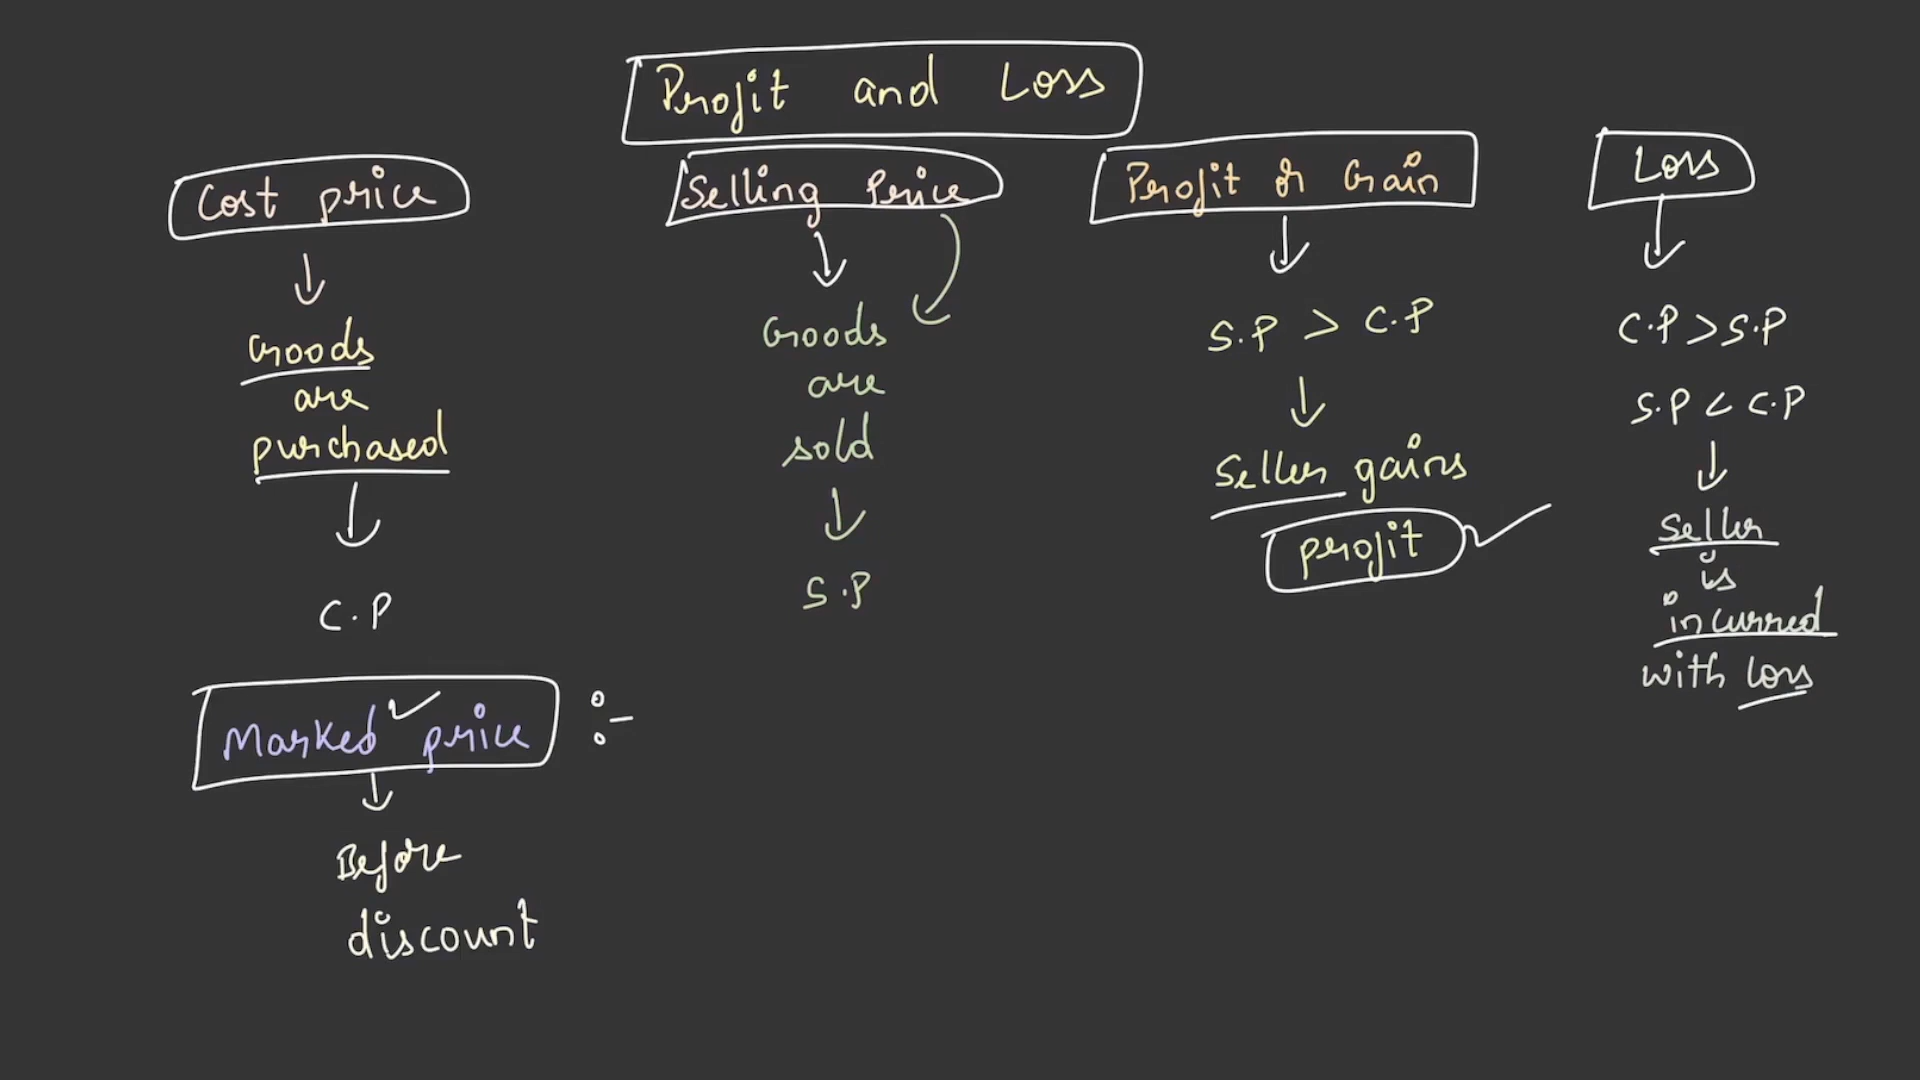 Profit and Loss
Cost price
Goods
are
purchased
C.P
Selling Price
Goods
are
sold
S.P
Profit or Gain
S.P > C.P
Seller gains
profit
Loss
C.P > S.P
S.P < C.P
Seller
is
incurred
with loss
Marked price :-
Before
discount